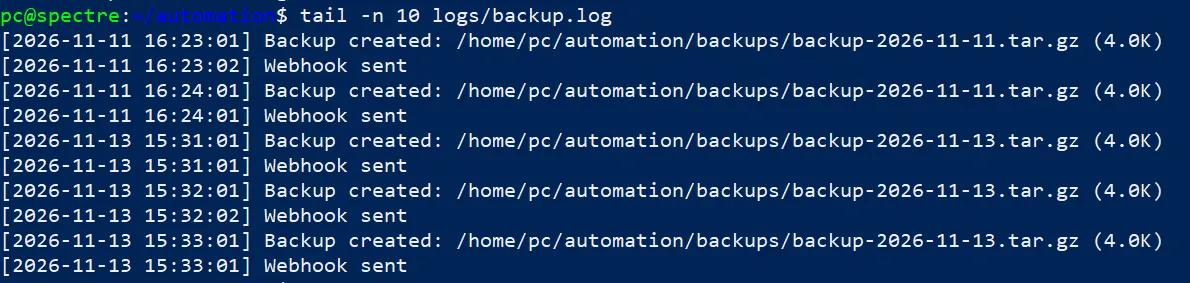 pc@spectre:~/automation$ tail -n 10 logs/backup.log
[2026-11-11 16:23:01] Backup created: /home/pc/automation/backups/backup-2026-11-11.tar.gz (4.0K)
[2026-11-11 16:23:02] Webhook sent
[2026-11-11 16:24:01] Backup created: /home/pc/automation/backups/backup-2026-11-11.tar.gz (4.0K)
[2026-11-11 16:24:01] Webhook sent
[2026-11-13 15:31:01] Backup created: /home/pc/automation/backups/backup-2026-11-13.tar.gz (4.0K)
[2026-11-13 15:31:01] Webhook sent
[2026-11-13 15:32:01] Backup created: /home/pc/automation/backups/backup-2026-11-13.tar.gz (4.0K)
[2026-11-13 15:32:02] Webhook sent
[2026-11-13 15:33:01] Backup created: /home/pc/automation/backups/backup-2026-11-13.tar.gz (4.0K)
[2026-11-13 15:33:01] Webhook sent